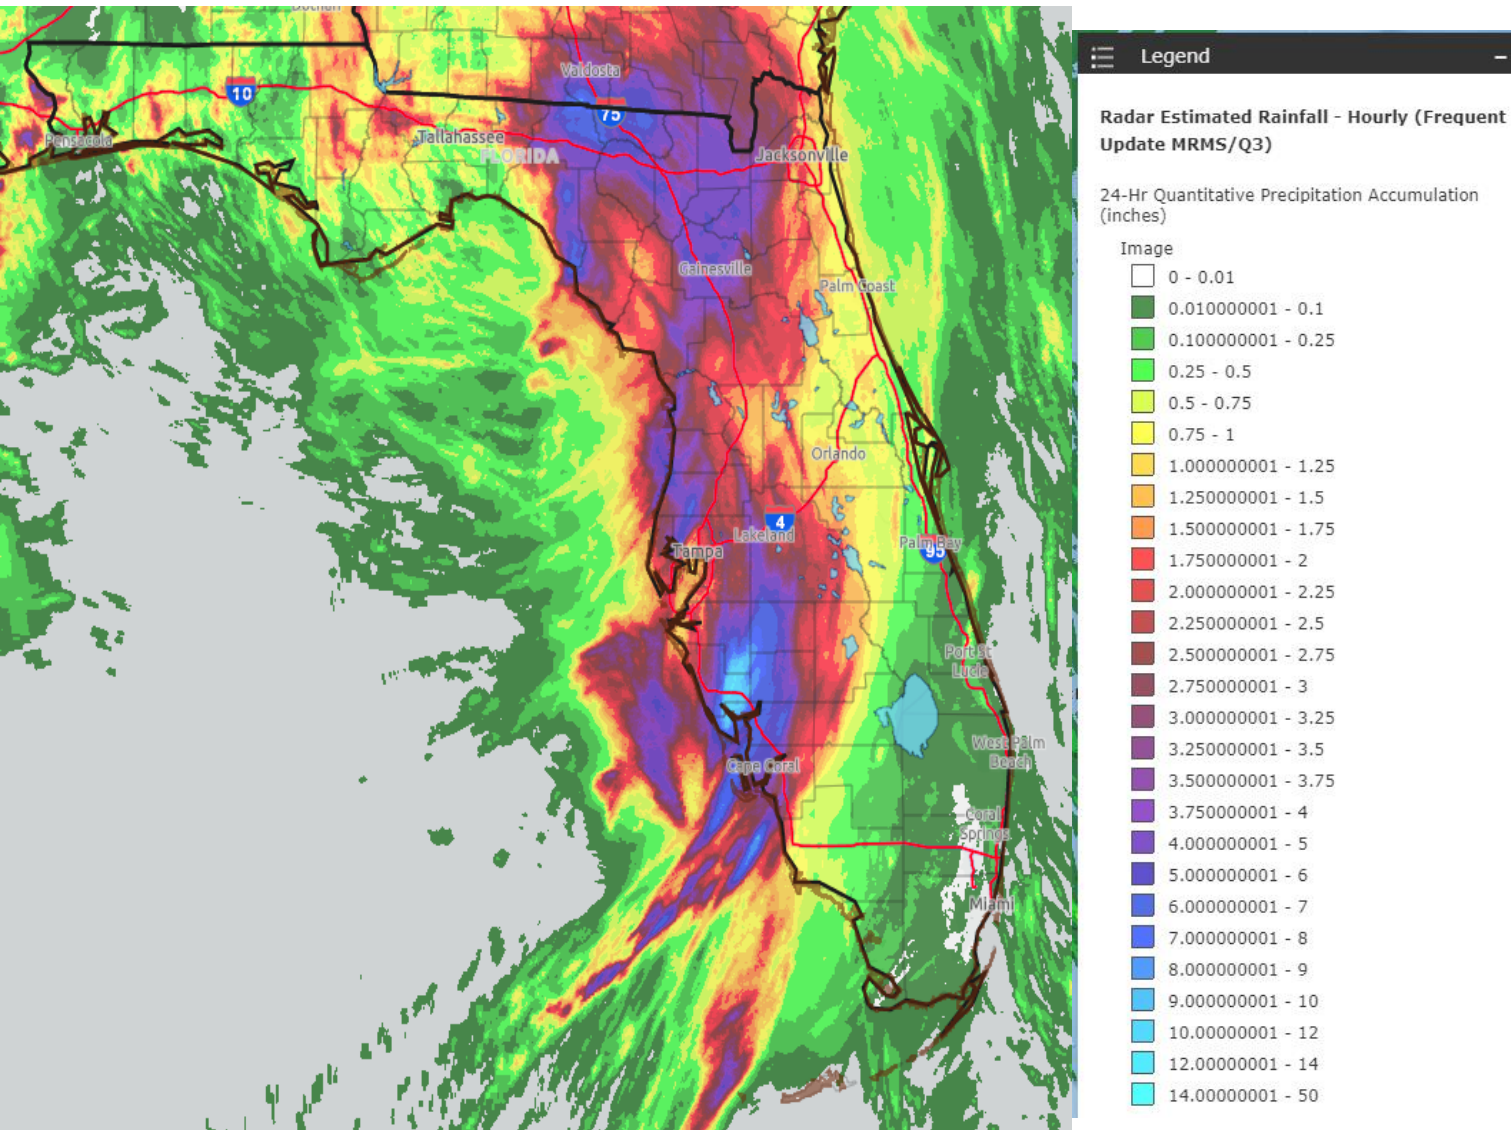 Dothan
Valdosta
10
75
Pensacola
Tallahassee
FLORIDA
Jacksonville
Gainesville
Palm Coast
Orlando
4
Lakeland
Tampa
Palm Bay
95
Port St
Lucie
West Palm
Beach
Cape Coral
Coral
Springs
Miami
Legend
Radar Estimated Rainfall - Hourly (Frequent
Update MRMS/Q3)
24-Hr Quantitative Precipitation Accumulation
(inches)
Image
0 - 0.01
0.010000001 - 0.1
0.100000001 - 0.25
0.25 - 0.5
0.5 - 0.75
0.75 - 1
1.000000001 - 1.25
1.250000001 - 1.5
1.500000001 - 1.75
1.750000001 - 2
2.000000001 - 2.25
2.250000001 - 2.5
2.500000001 - 2.75
2.750000001 - 3
3.000000001 - 3.25
3.250000001 - 3.5
3.500000001 - 3.75
3.750000001 - 4
4.000000001 - 5
5.000000001 - 6
6.000000001 - 7
7.000000001 - 8
8.000000001 - 9
9.000000001 - 10
10.00000001 - 12
12.00000001 - 14
14.00000001 - 50